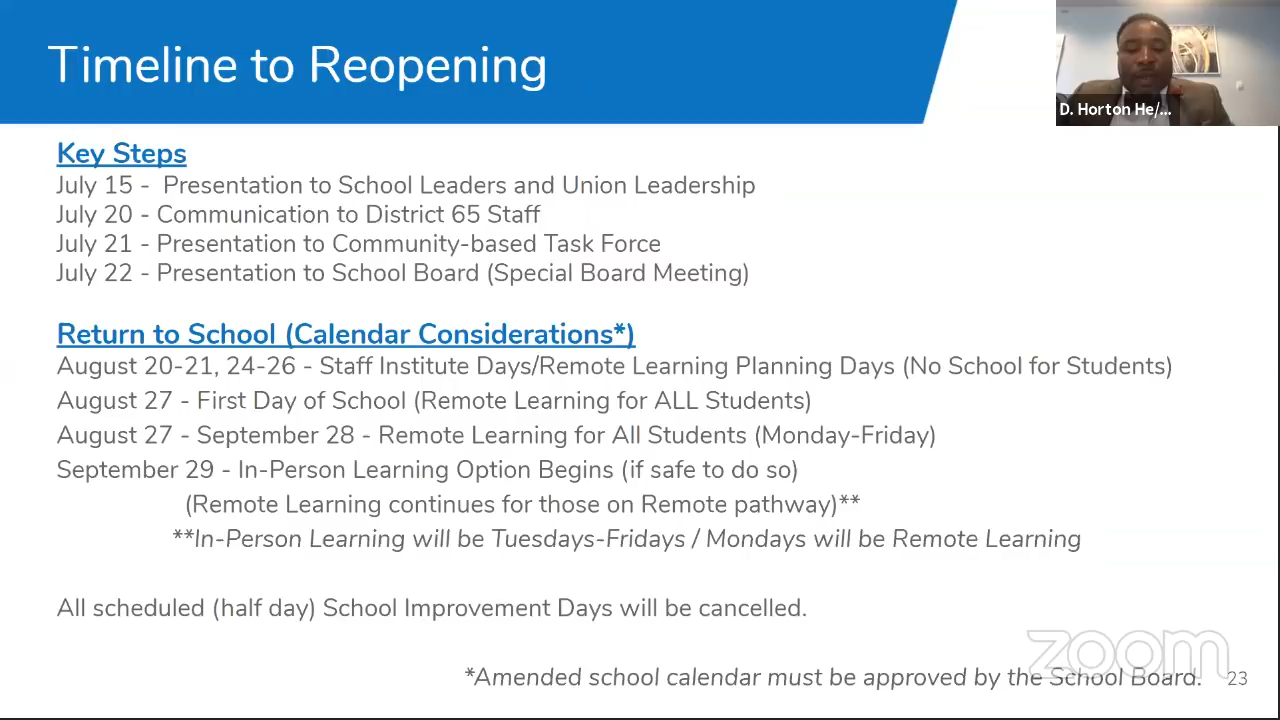 Timeline to Reopening
D. Horton He/...
Key Steps
July 15 - Presentation to School Leaders and Union Leadership
July 20 - Communication to District 65 Staff
July 21 - Presentation to Community-based Task Force
July 22 - Presentation to School Board (Special Board Meeting)
Return to School (Calendar Considerations*)
August 20-21, 24-26 - Staff Institute Days/Remote Learning Planning Days (No School for Students)
August 27 - First Day of School (Remote Learning for ALL Students)
August 27 - September 28 - Remote Learning for All Students (Monday-Friday)
September 29 - In-Person Learning Option Begins (if safe to do so)
(Remote Learning continues for those on Remote pathway)**
**In-Person Learning will be Tuesdays-Fridays / Mondays will be Remote Learning
All scheduled (half day) School Improvement Days will be cancelled.
zoom
*Amended school calendar must be approved by the School Board. 23